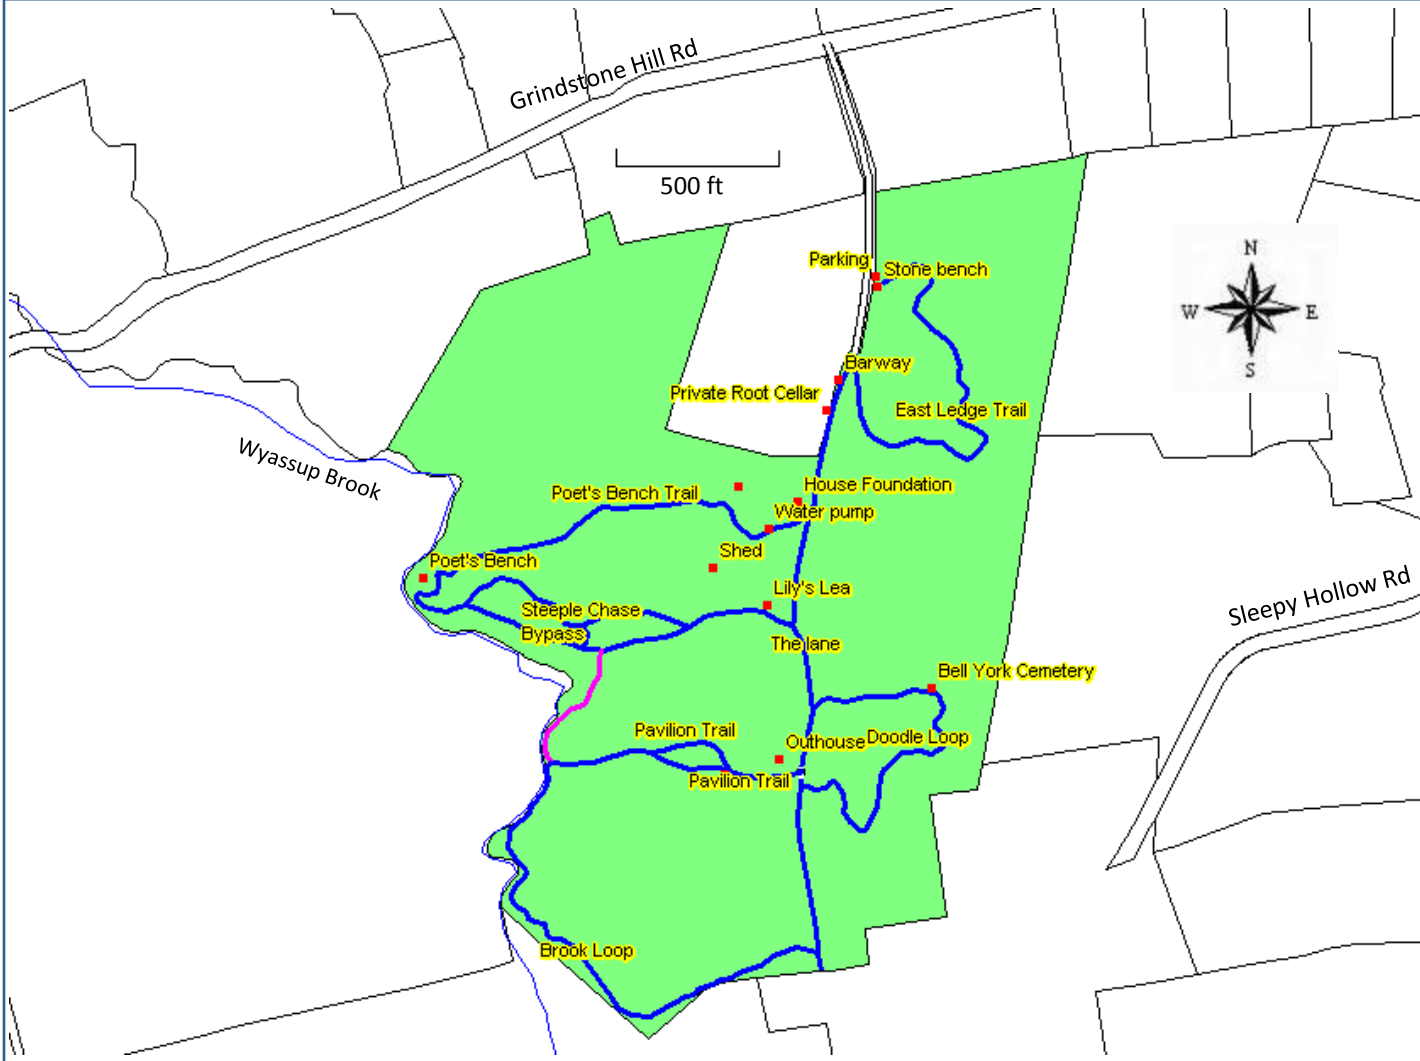 Grindstone Hill Rd
500 ft
N
W
E
S
Parking
Stone bench
Barway
Private Root Cellar
East Ledge Trail
Wyassup Brook
House Foundation
Poet's Bench Trail
Water pump
Shed
Poet's Bench
Lily's Lea
Steeple Chase
Bypass
The lane
Sleepy Hollow Rd
Bell York Cemetery
Pavilion Trail
Outhouse
Doodle Loop
Pavilion Trail
Brook Loop